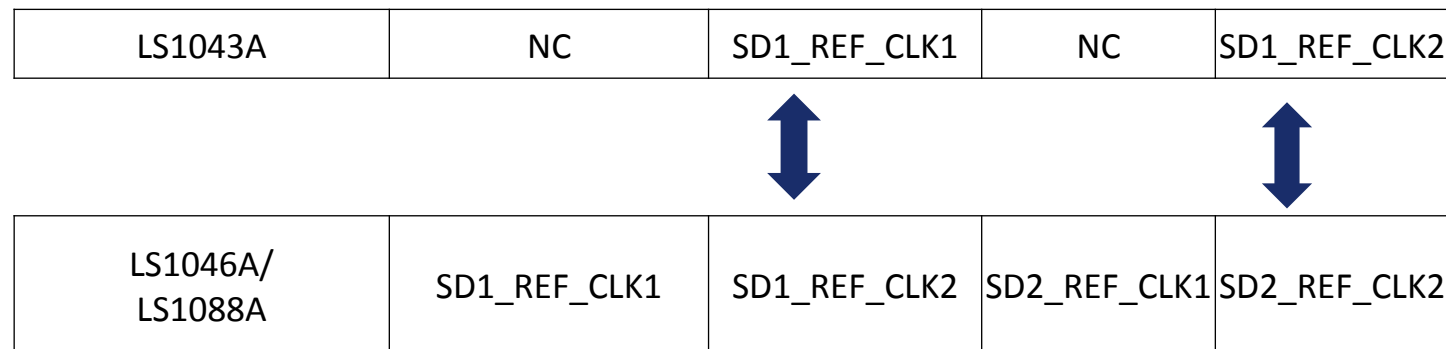 LS1043A NC SD1_REF_CLK1 NC SD1_REF_CLK2
LS1046A/
LS1088A
SD1_REF_CLK1 SD1_REF_CLK2 SD2_REF_CLK1 SD2_REF_CLK2